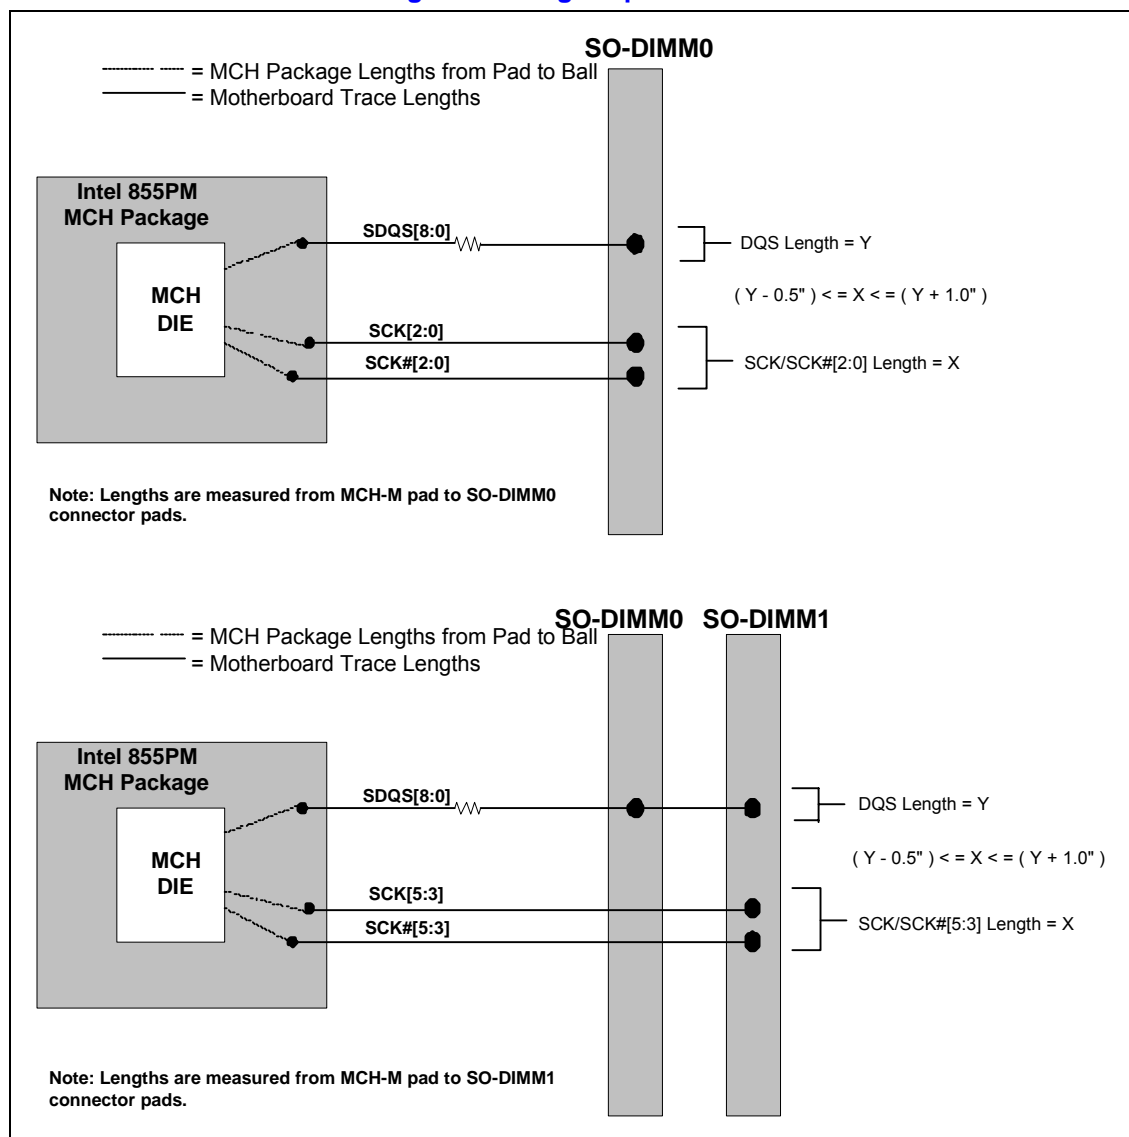 SO-DIMM0
= MCH Package Lengths from Pad to Ball
= Motherboard Trace Lengths
Intel 855PM
MCH Package
SDQS[8:0]
DQS Length = Y
MCH
DIE
( Y - 0.5" ) < = X < = ( Y + 1.0" )
SCK[2:0]
SCK#[2:0]
SCK/SCK#[2:0] Length = X
Note: Lengths are measured from MCH-M pad to SO-DIMM0
connector pads.
SO-DIMM0 SO-DIMM1
= MCH Package Lengths from Pad to Ball
= Motherboard Trace Lengths
Intel 855PM
MCH Package
SDQS[8:0]
DQS Length = Y
MCH
DIE
( Y - 0.5" ) < = X < = ( Y + 1.0" )
SCK[5:3]
SCK#[5:3]
SCK/SCK#[5:3] Length = X
Note: Lengths are measured from MCH-M pad to SO-DIMM1
connector pads.